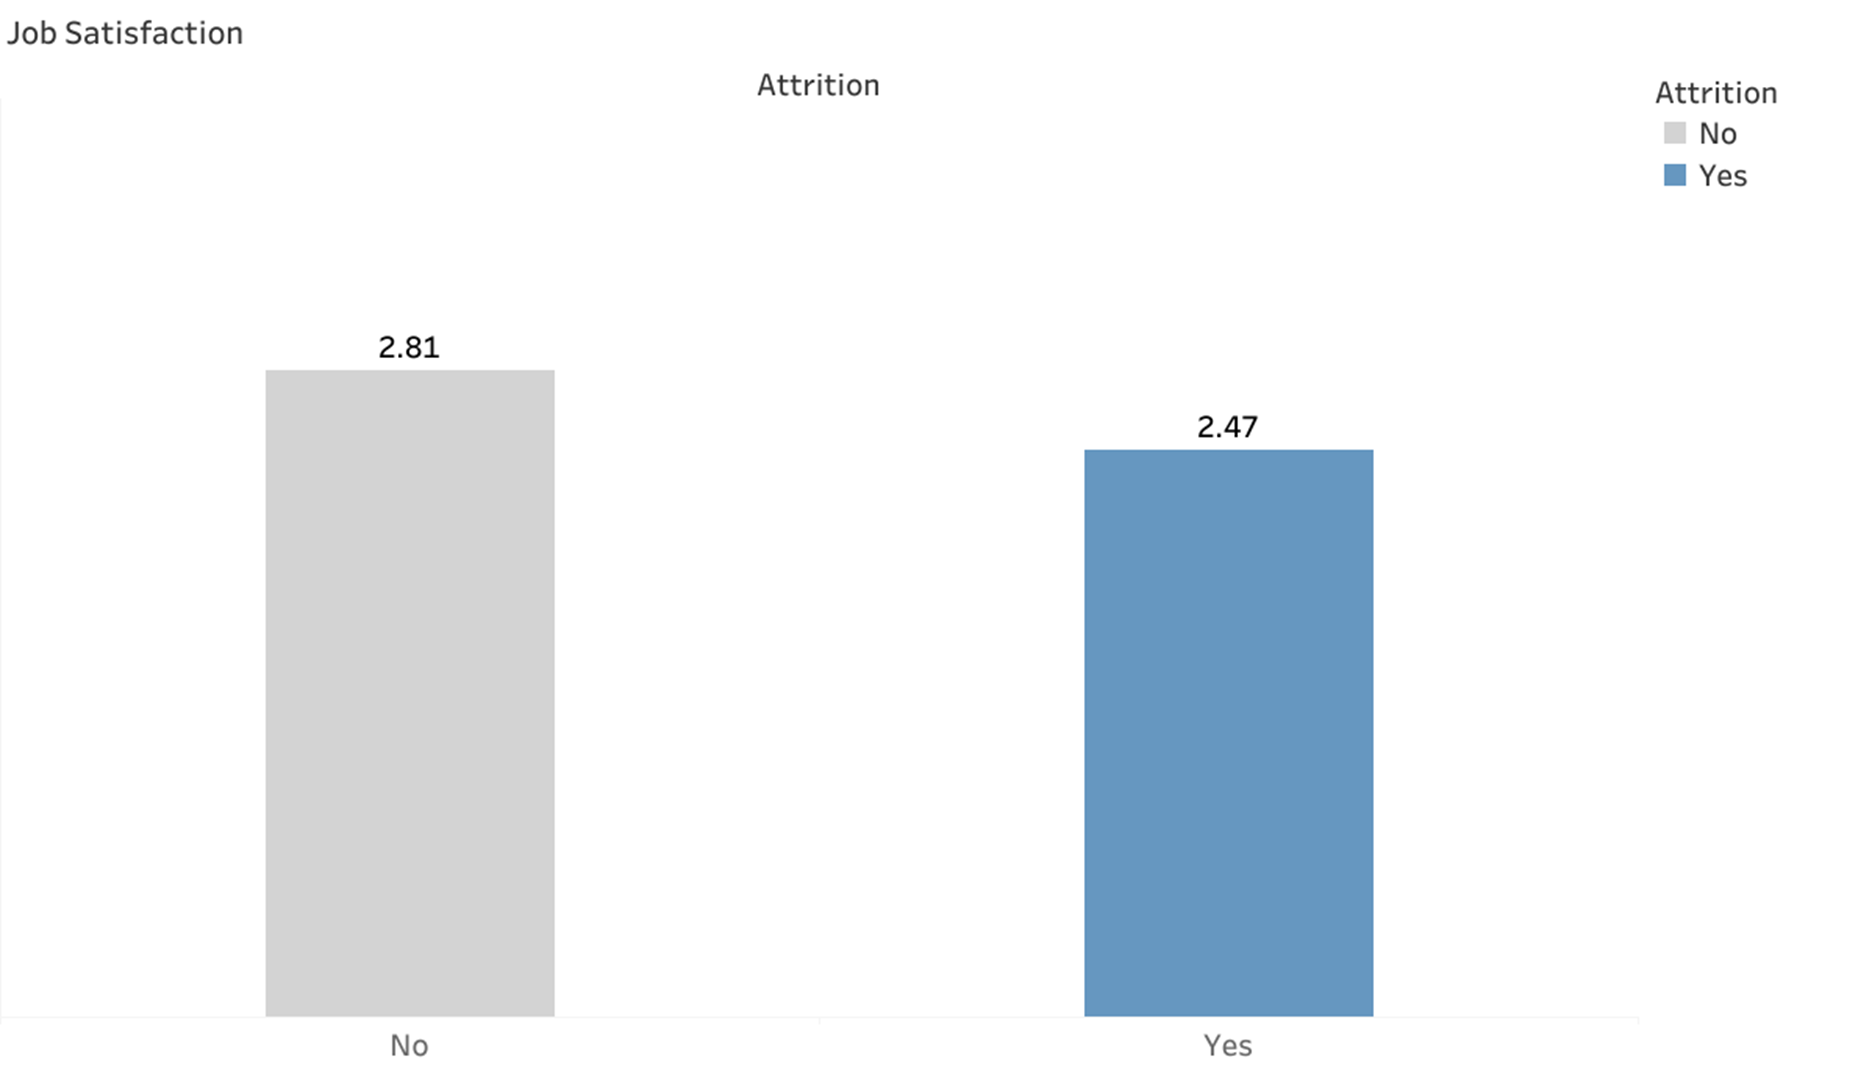 Job Satisfaction
Attrition
Attrition
No
Yes
2.81
2.47
No
Yes